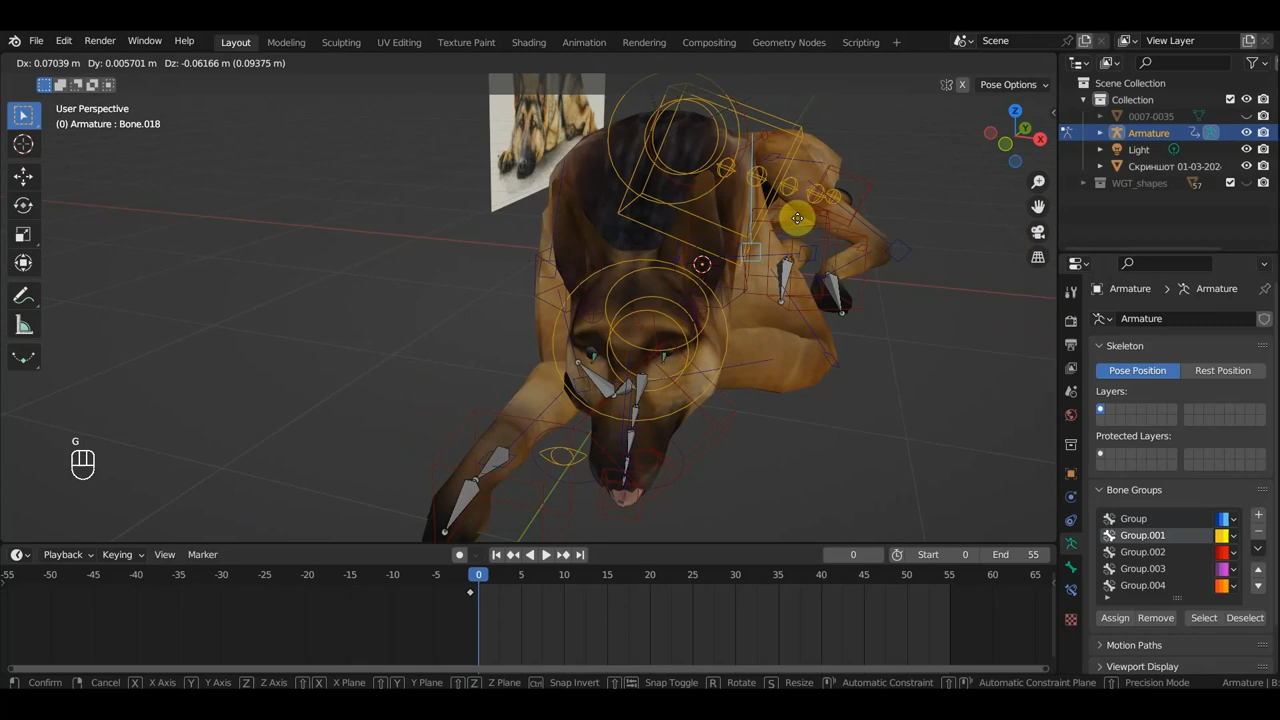 File Edit Render Window Help Layout Modeling Sculpting UV Editing Texture Paint Shading Animation Rendering Compositing Geometry Nodes Scripting + Scene View Layer
Dx: 0.07039 m Dy: 0.005701 m Dz: -0.06166 m (0.09375 m)
X Pose Options
User Perspective
(0) Armature : Bone.018
Z
Y
X
G
Scene Collection
Collection
0007-0035
Armature
Light
Скриншот 01-03-202
WGT_shapes 57
Armature Armature
Armature
Skeleton
Pose Position Rest Position
Layers:
Protected Layers:
Bone Groups
Group
Group.001
Group.002
Group.003
Group.004
Assign Remove Select Deselect
Motion Paths
Viewport Display
Playback Keying View Marker 0 Start 0 End 55
-55 -50 -45 -40 -35 -30 -25 -20 -15 -10 -5 0 5 10 15 20 25 30 35 40 45 50 55 60 65
Confirm Cancel X X Axis Y Y Axis Z Z Axis X X Plane Y Y Plane Z Z Plane Ctrl Snap Invert Snap Toggle R Rotate S Resize Automatic Constraint Automatic Constraint Plane Precision Mode Armature | B: